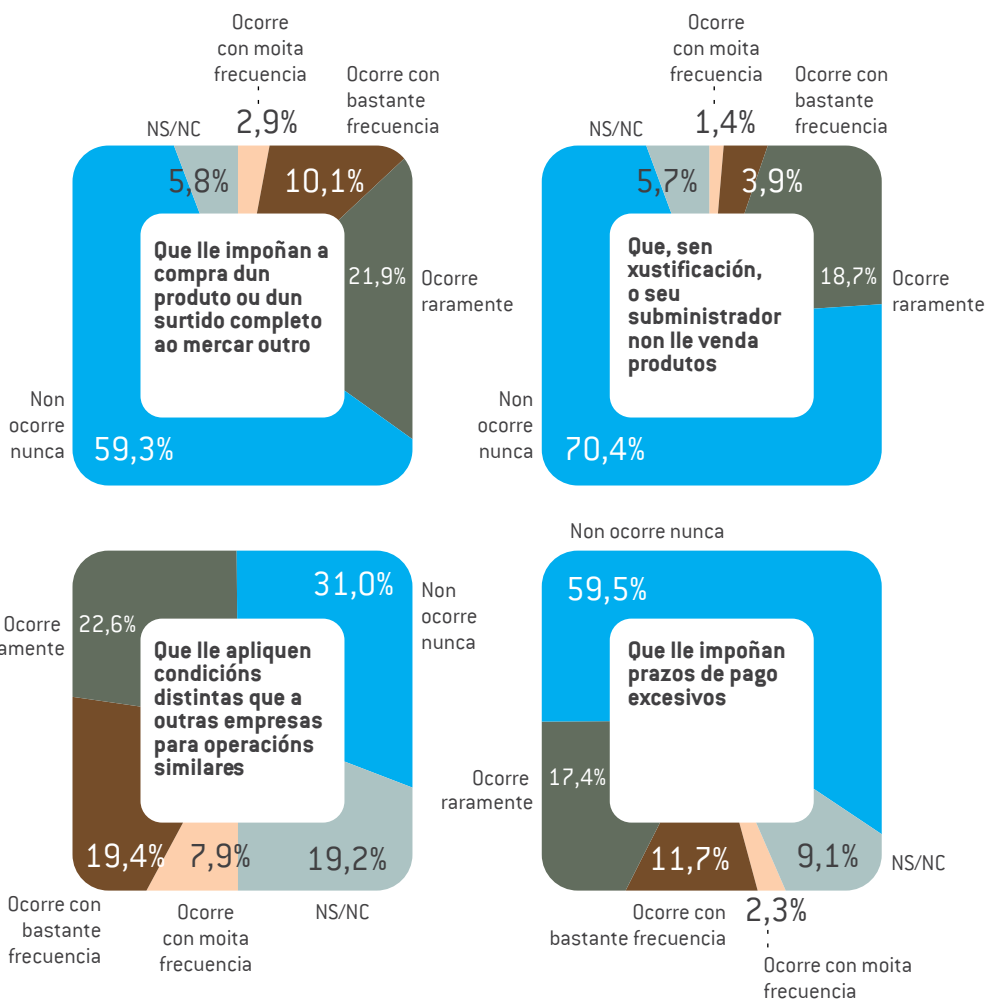 Ocorre
con moita
frecuencia
2,9%
Ocorre con
bastante
frecuencia
NS/NC
5,8%
10,1%
Que lle impoñan a
compra dun
produto ou dun
surtido completo
ao mercar outro
21,9%
Ocorre
raramente
Non
ocorre
nunca
59,3%
Ocorre
con moita
frecuencia
1,4%
Ocorre con
bastante
frecuencia
NS/NC
5,7%
3,9%
Que, sen
xustificación,
o seu
subministrador
non lle venda
produtos
18,7%
Ocorre
raramente
Non
ocorre
nunca
70,4%
31,0%
Non
ocorre
nunca
22,6%
Ocorre
amente
Que lle apliquen
condicións
distintas que a
outras empresas
para operacións
similares
19,4%
7,9%
19,2%
Ocorre con
bastante
frecuencia
Ocorre
con moita
frecuencia
NS/NC
Non ocorre nunca
59,5%
Que lle impoñan
prazos de pago
excesivos
Ocorre
raramente
17,4%
11,7%
9,1%
NS/NC
Ocorre con
bastante frecuencia
2,3%
Ocorre con moita
frecuencia